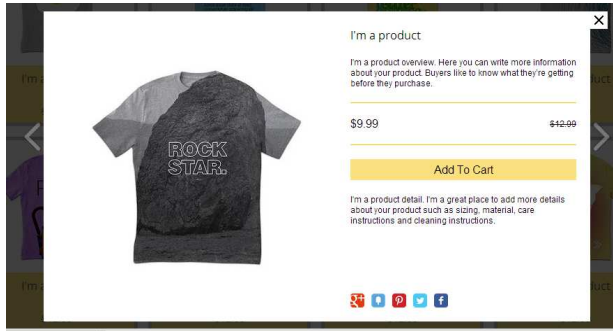 I'm a product
I'm a product overview. Here you can write more information
about your product. Buyers like to know what they're getting
before they purchase.
$9.99 $12.99
ROCK
STAR.
Add To Cart
I'm a product detail. I'm a great place to add more details
about your product such as sizing, material, care
instructions and cleaning instructions.